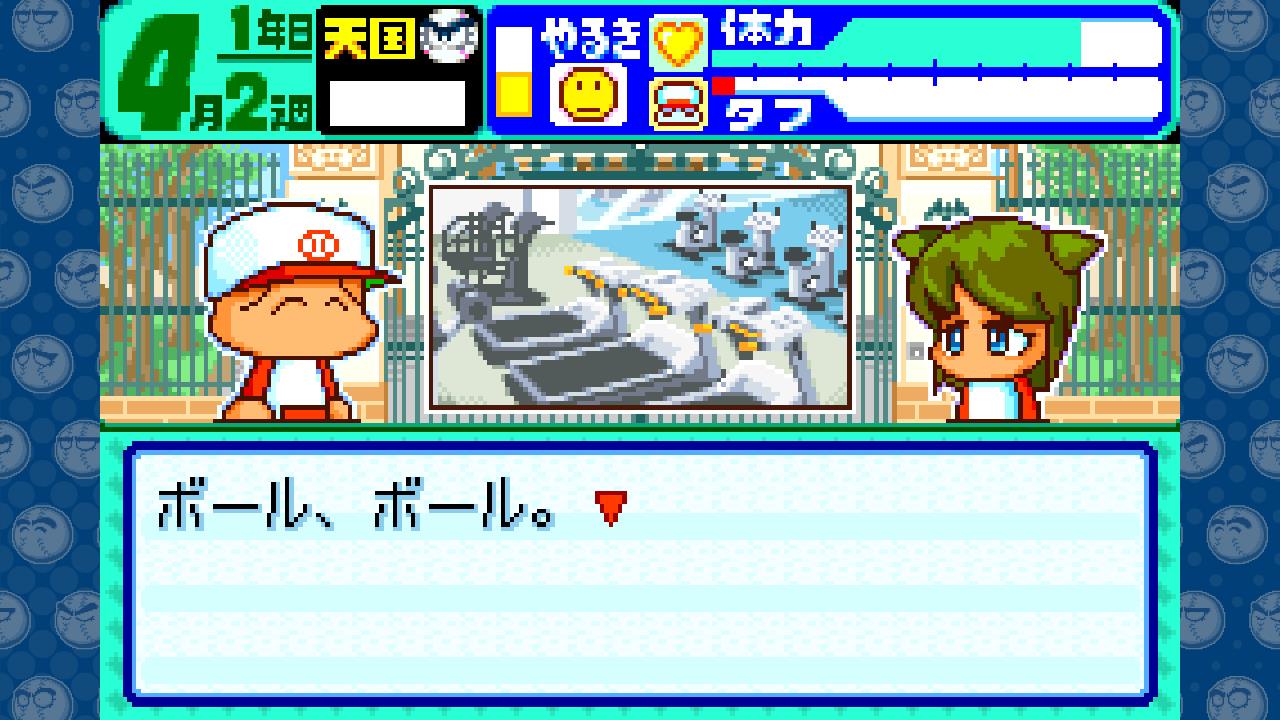 1年目
4月2週
天国
やるき
体力
タフ
ボール、ボール。